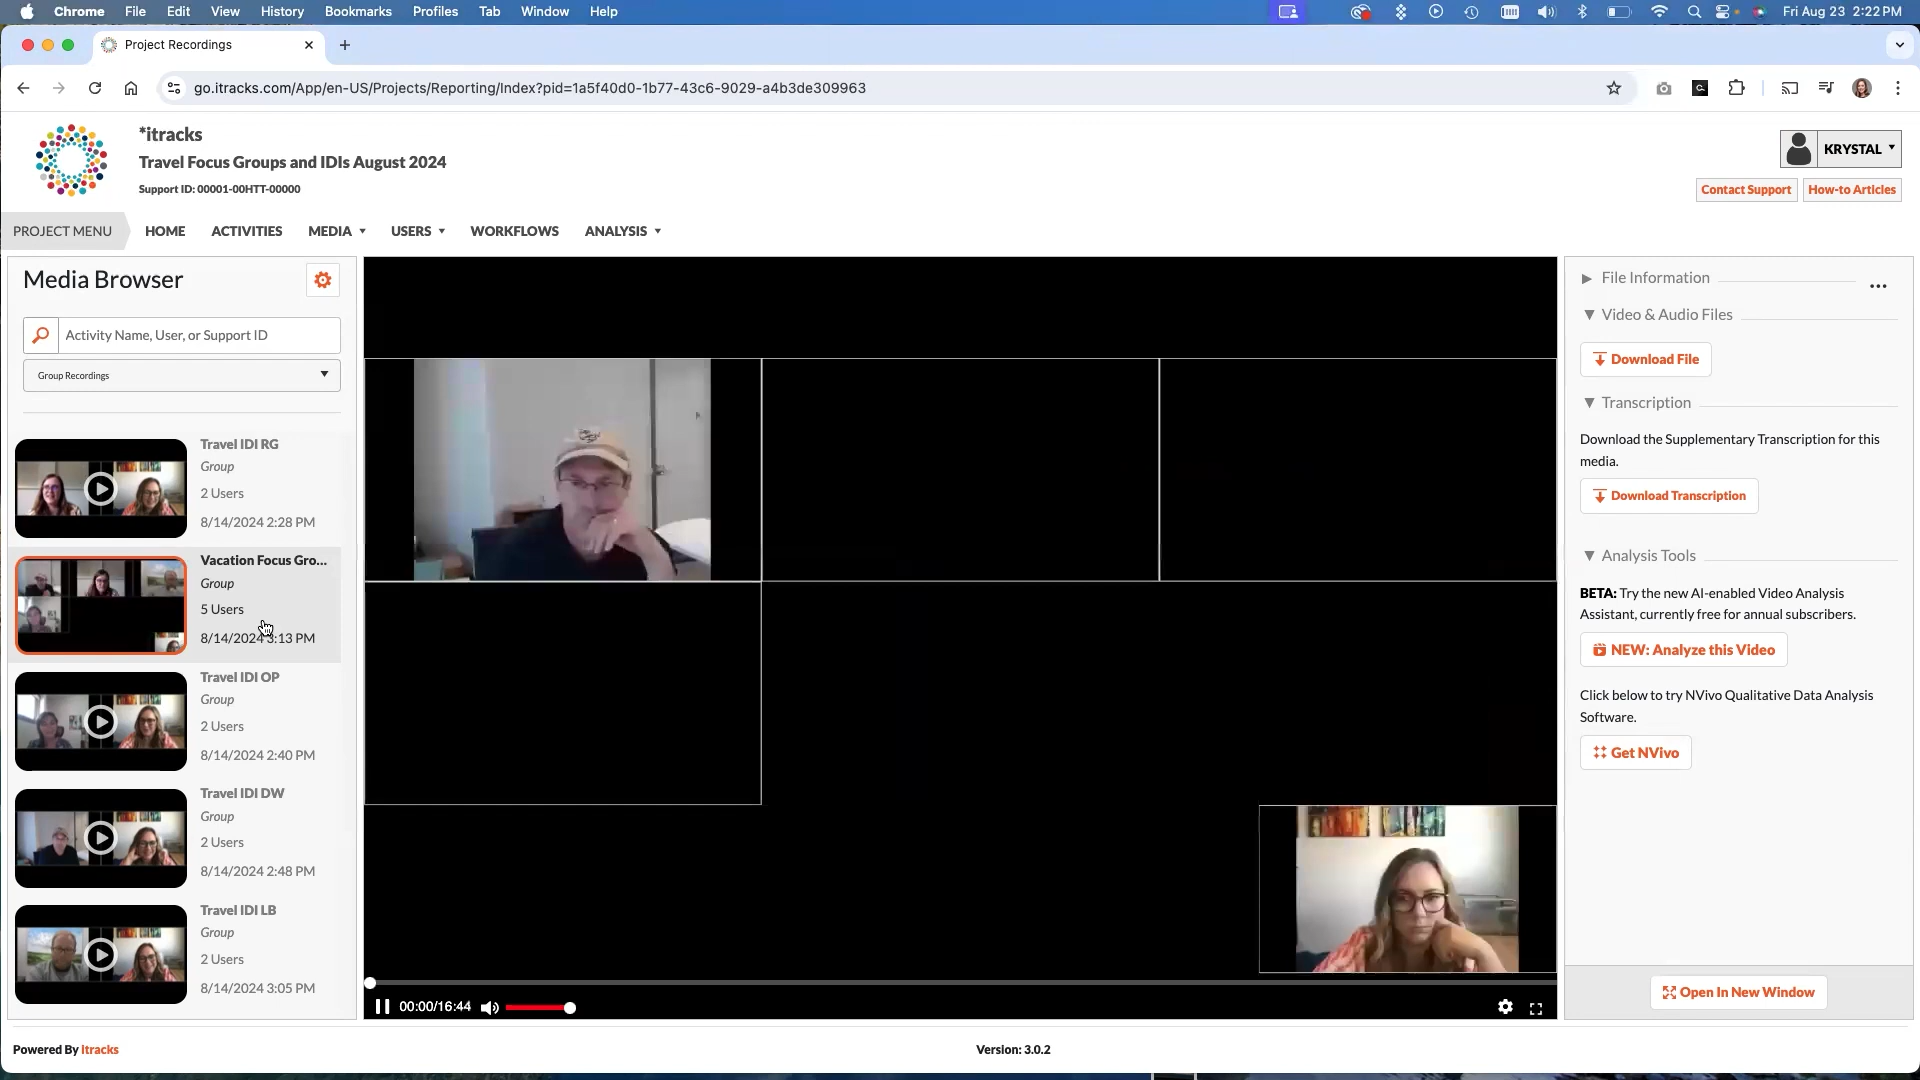 Chrome File Edit View History Bookmarks Profiles Tab Window Help
Fri Aug 23 2:22 PM
Project Recordings
go.itracks.com/App/en-US/Projects/Reporting/Index?pid=1a5f40d0-1b77-43c6-9029-a4b3de309963
*itracks
Travel Focus Groups and IDIs August 2024
Support ID: 00001-00HTT-00000
KRYSTAL
Contact Support How-to Articles
PROJECT MENU HOME ACTIVITIES MEDIA USERS WORKFLOWS ANALYSIS
Media Browser
Activity Name, User, or Support ID
Group Recordings
Travel IDI RG
Group
2 Users
8/14/2024 2:28 PM
Vacation Focus Gro...
Group
5 Users
8/14/2024 3:13 PM
Travel IDI OP
Group
2 Users
8/14/2024 2:40 PM
Travel IDI DW
Group
2 Users
8/14/2024 2:48 PM
Travel IDI LB
Group
2 Users
8/14/2024 3:05 PM
00:00/16:44
File Information
Video & Audio Files
Download File
Transcription
Download the Supplementary Transcription for this
media.
Download Transcription
Analysis Tools
BETA: Try the new AI-enabled Video Analysis
Assistant, currently free for annual subscribers.
NEW: Analyze this Video
Click below to try NVivo Qualitative Data Analysis
Software.
Get NVivo
Open In New Window
Powered By Itracks
Version: 3.0.2